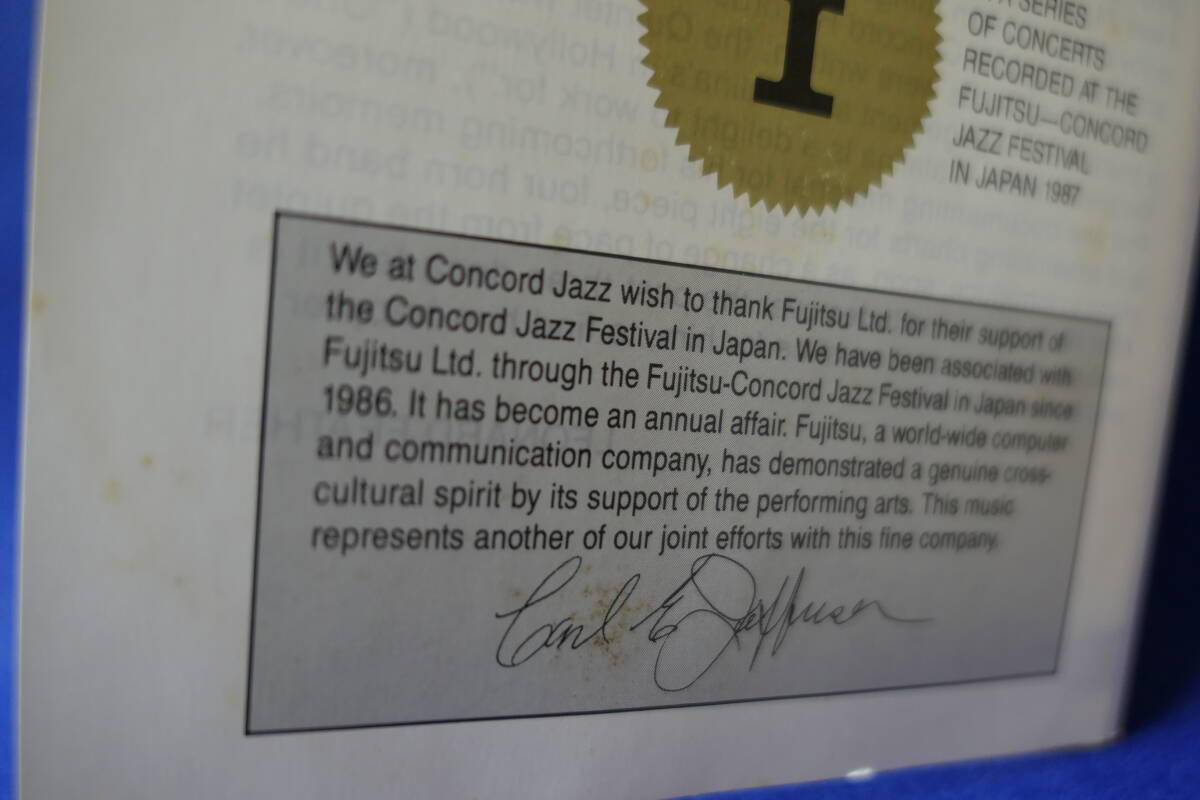 I
A SERIES
OF CONCERTS
RECORDED AT THE
FUJITSU—CONCORD
JAZZ FESTIVAL
IN JAPAN 1987
We at Concord Jazz wish to thank Fujitsu Ltd. for their support of
the Concord Jazz Festival in Japan. We have been associated with
Fujitsu Ltd. through the Fujitsu-Concord Jazz Festival in Japan since
1986. It has become an annual affair. Fujitsu, a world-wide computer
and communication company, has demonstrated a genuine cross-
cultural spirit by its support of the performing arts. This music
represents another of our joint efforts with this fine company.
Carl E Jefferson